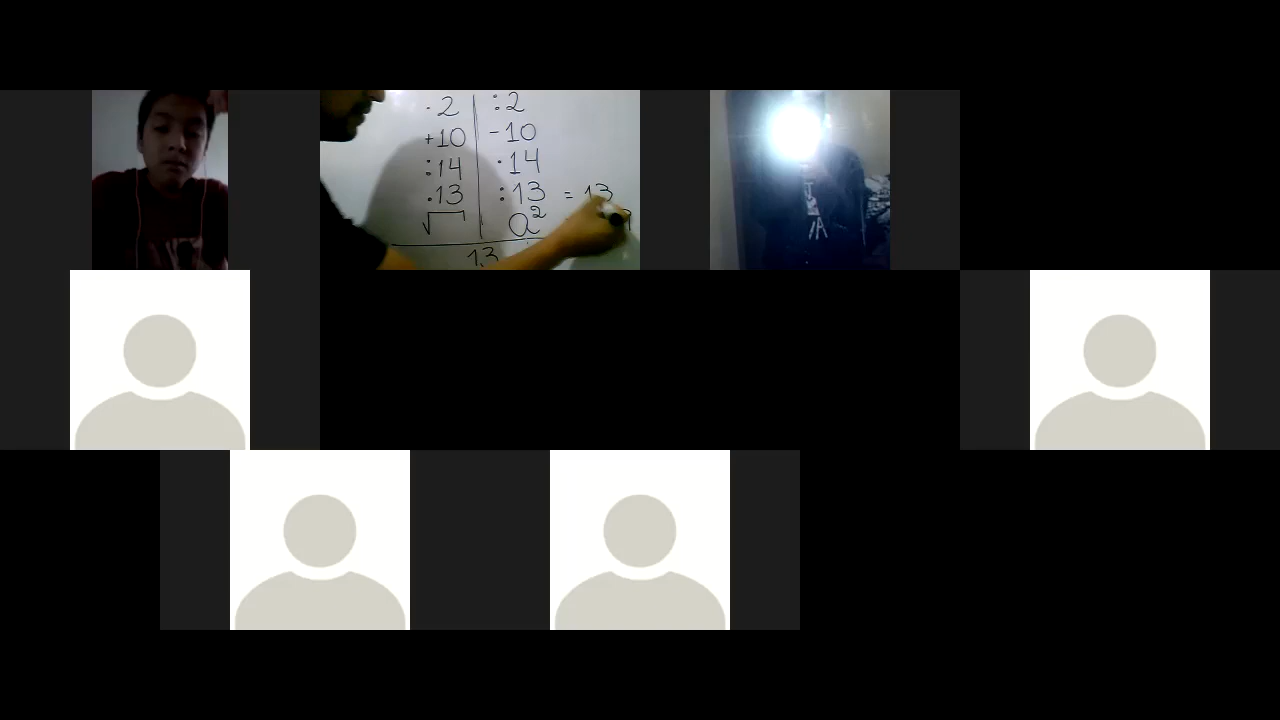 ·2 :2
+10 -10
:14 ·14
·13 :13 = 13
√ a²
13